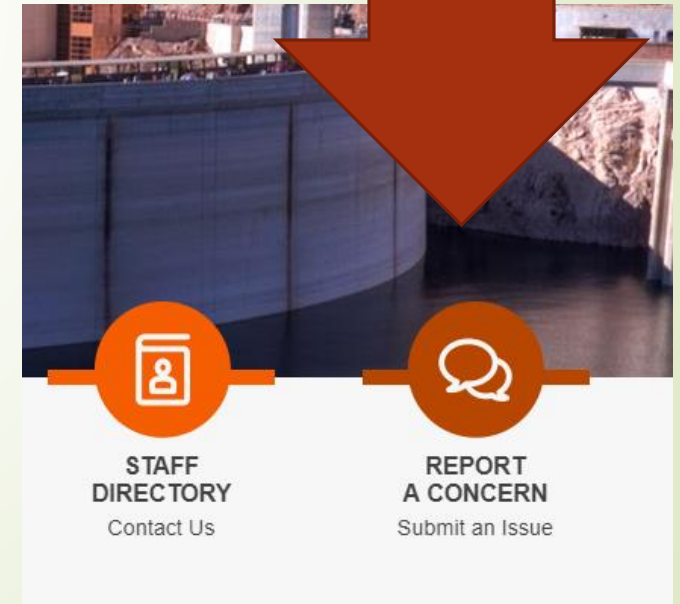 STAFF
DIRECTORY
Contact Us
REPORT
A CONCERN
Submit an Issue